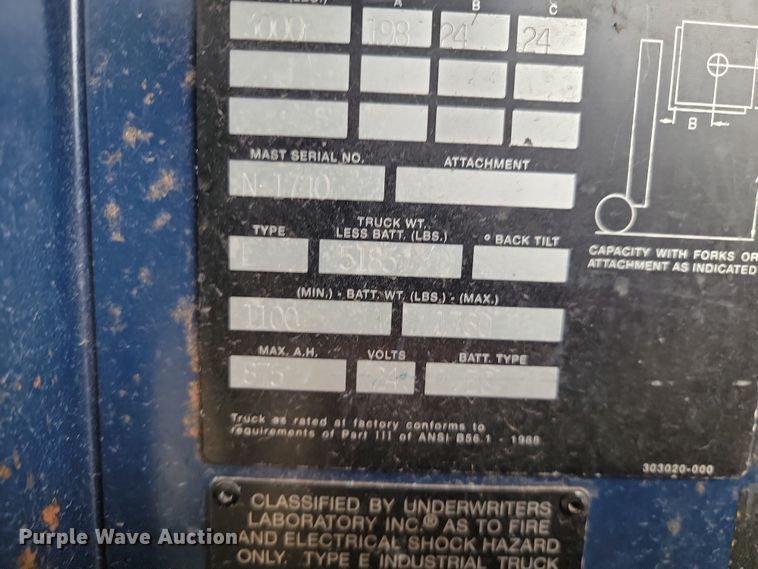 A B C
198 24 24
MAST SERIAL NO. ATTACHMENT
N-1710
TYPE TRUCK WT. LESS BATT. (LBS.) º BACK TILT
E
(MIN.) - BATT. WT. (LBS.) - (MAX.)
1100 1760
MAX. A.H. VOLTS BATT. TYPE
24
Truck as rated at factory conforms to
requirements of Part III of ANSI B56.1 - 1988
303020-000
B
CAPACITY WITH FORKS OR
ATTACHMENT AS INDICATED
CLASSIFIED BY UNDERWRITERS
LABORATORY INC.® AS TO FIRE
AND ELECTRICAL SHOCK HAZARD
ONLY. TYPE E INDUSTRIAL TRUCK
Purple Wave Auction